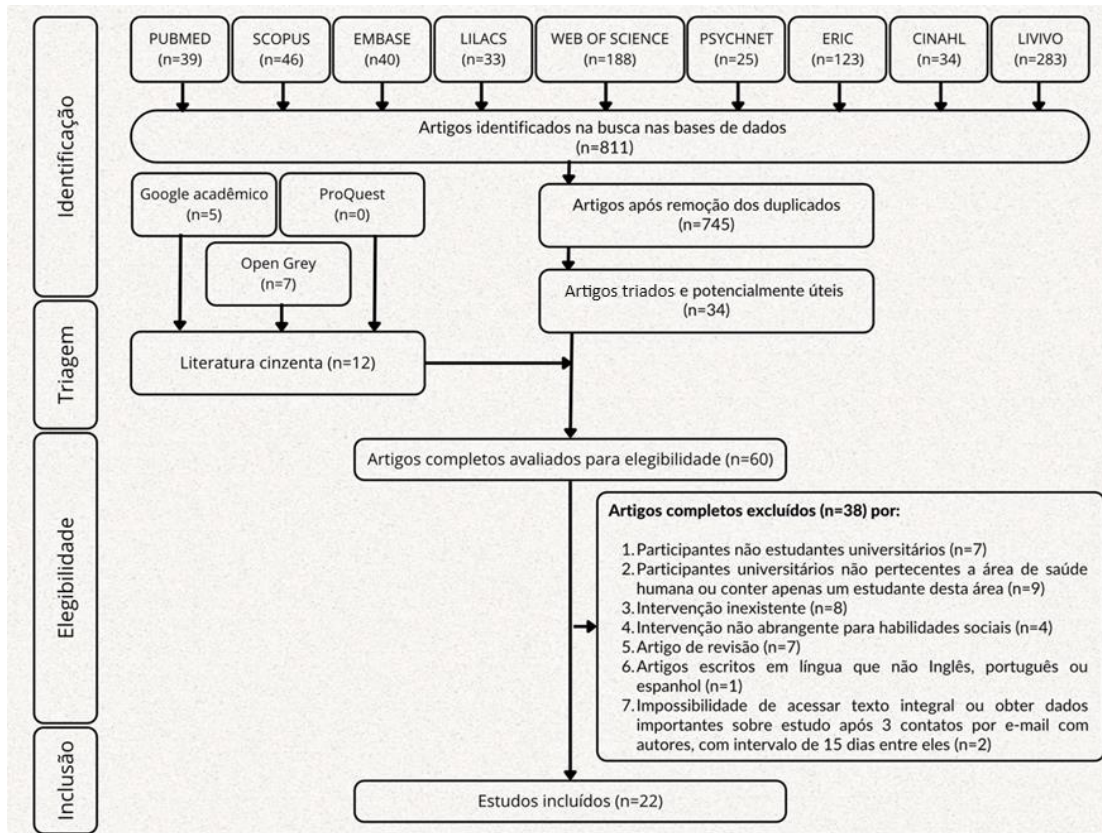 Identificação
PUBMED
(n=39)
SCOPUS
(n=46)
EMBASE
(n40)
LILACS
(n=33)
WEB OF SCIENCE
(n=188)
PSYCHNET
(n=25)
ERIC
(n=123)
CINAHL
(n=34)
LIVIVO
(n=283)
Artigos identificados na busca nas bases de dados
(n=811)
Google acadêmico
(n=5)
ProQuest
(n=0)
Open Grey
(n=7)
Artigos após remoção dos duplicados
(n=745)
Artigos triados e potencialmente úteis
(n=34)
Triagem
Literatura cinzenta (n=12)
Elegibilidade
Artigos completos avaliados para elegibilidade (n=60)
Artigos completos excluídos (n=38) por:
1. Participantes não estudantes universitários (n=7)
2. Participantes universitários não pertecentes a área de saúde
humana ou conter apenas um estudante desta área (n=9)
3. Intervenção inexistente (n=8)
4. Intervenção não abrangente para habilidades sociais (n=4)
5. Artigo de revisão (n=7)
6. Artigos escritos em língua que não Inglês, português ou
espanhol (n=1)
7. Impossibilidade de acessar texto integral ou obter dados
importantes sobre estudo após 3 contatos por e-mail com
autores, com intervalo de 15 dias entre eles (n=2)
Inclusão
Estudos incluídos (n=22)